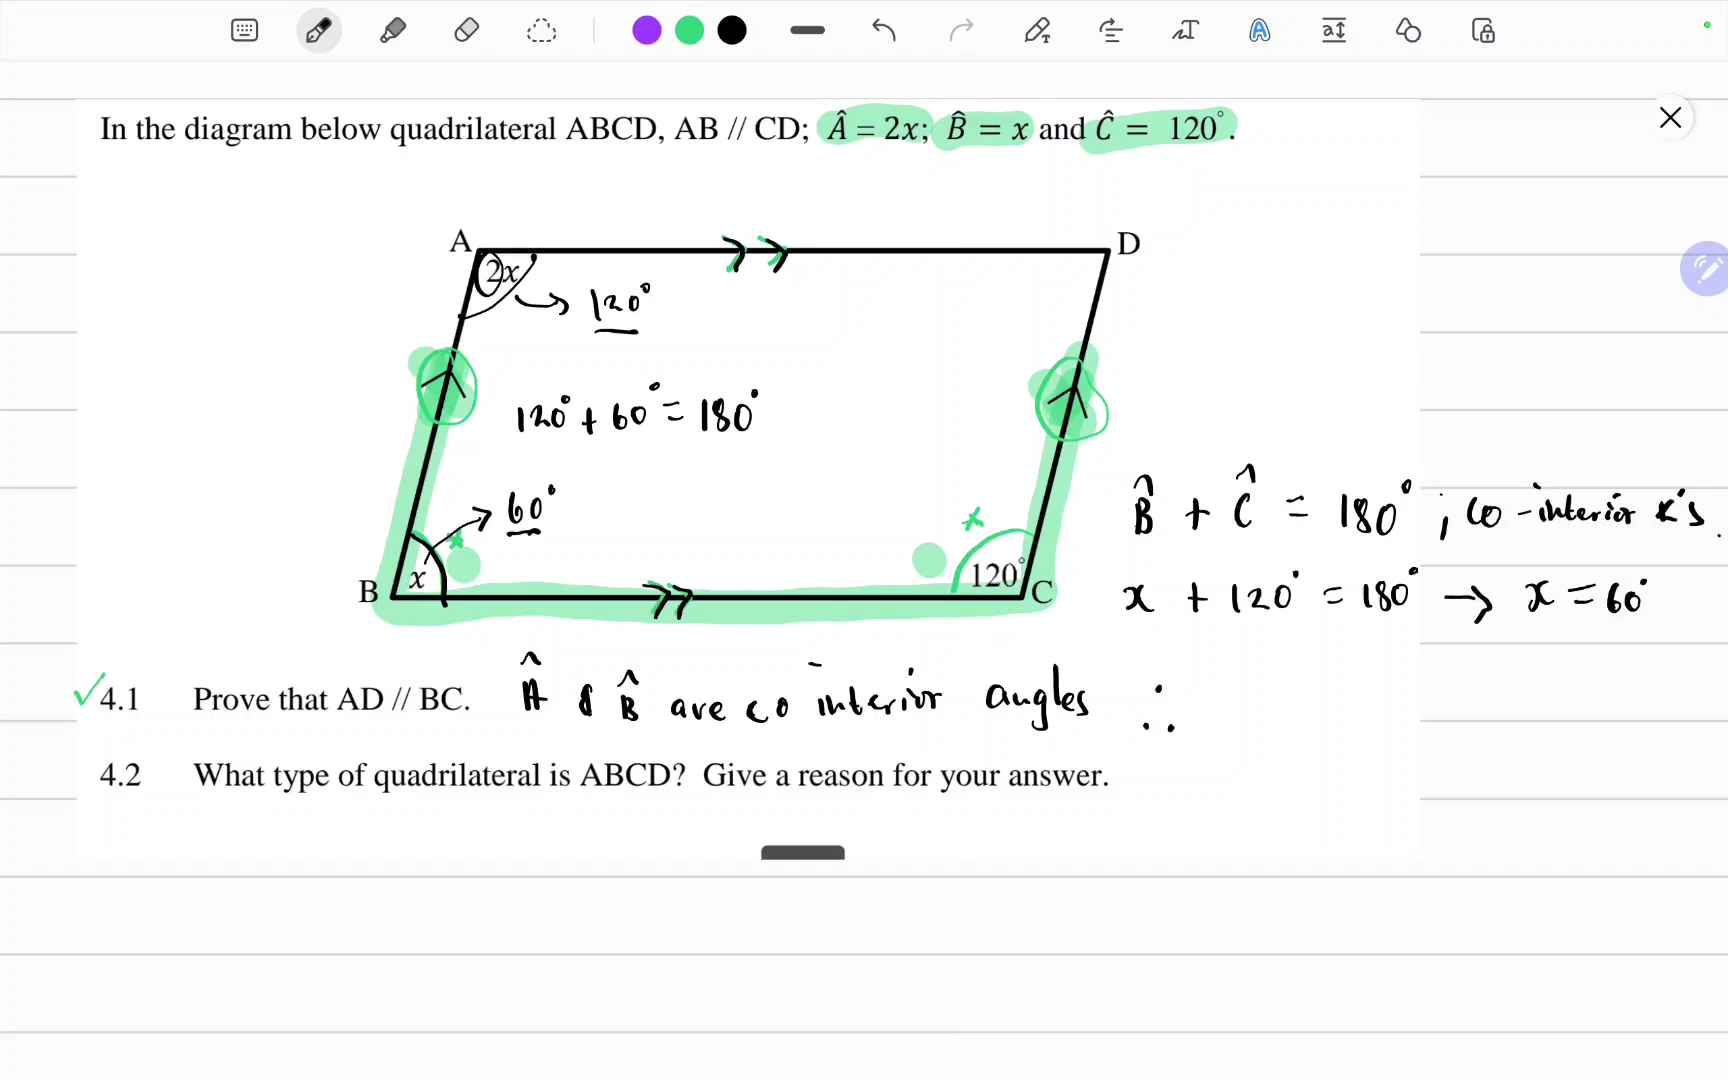 In the diagram below quadrilateral ABCD, AB // CD; Â = 2x; B̂ = x and Ĉ = 120°.
A
D
2x
120°
120° + 60° = 180°
60°
B̂ + Ĉ = 180° ; co-interior ∠'s.
x
120°
B
C
x + 120° = 180° → x = 60°
4.1 Prove that AD // BC. Â & B̂ are co-interior angles ∴
4.2 What type of quadrilateral is ABCD? Give a reason for your answer.